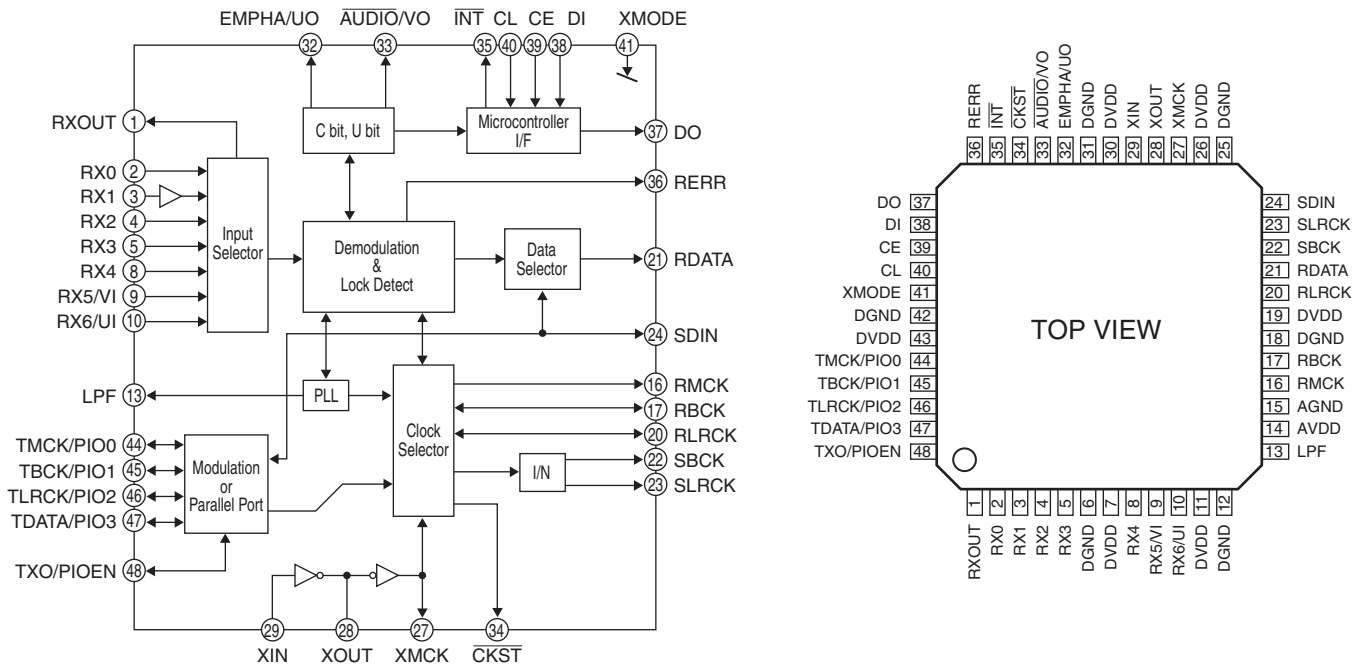 EMPHA/UO AUDIO/VO INT CL CE DI XMODE
32 33 35 40 39 38 41
RXOUT 1
C bit, U bit
Microcontroller
I/F
37 DO
RX0 2
RX1 3
RX2 4
RX3 5
RX4 8
RX5/VI 9
RX6/UI 10
Input
Selector
36 RERR
Demodulation
&
Lock Detect
Data
Selector
21 RDATA
24 SDIN
LPF 13
PLL
Clock
Selector
16 RMCK
17 RBCK
20 RLRCK
22 SBCK
23 SLRCK
I/N
TMCK/PIO0 44
TBCK/PIO1 45
TLRCK/PIO2 46
TDATA/PIO3 47
Modulation
or
Parallel Port
TXO/PIOEN 48
29 28 27 34
XIN XOUT XMCK CKST
RERR
INT
CKST
AUDIO/VO
EMPHA/UO
DGND
DVDD
XIN
XOUT
XMCK
DVDD
DGND
36 35 34 33 32 31 30 29 28 27 26 25
DO 37
DI 38
CE 39
CL 40
XMODE 41
DGND 42
DVDD 43
TMCK/PIO0 44
TBCK/PIO1 45
TLRCK/PIO2 46
TDATA/PIO3 47
TXO/PIOEN 48
TOP VIEW
24 SDIN
23 SLRCK
22 SBCK
21 RDATA
20 RLRCK
19 DVDD
18 DGND
17 RBCK
16 RMCK
15 AGND
14 AVDD
13 LPF
1 2 3 4 5 6 7 8 9 10 11 12
RXOUT
RX0
RX1
RX2
RX3
DGND
DVDD
RX4
RX5/VI
RX6/UI
DVDD
DGND